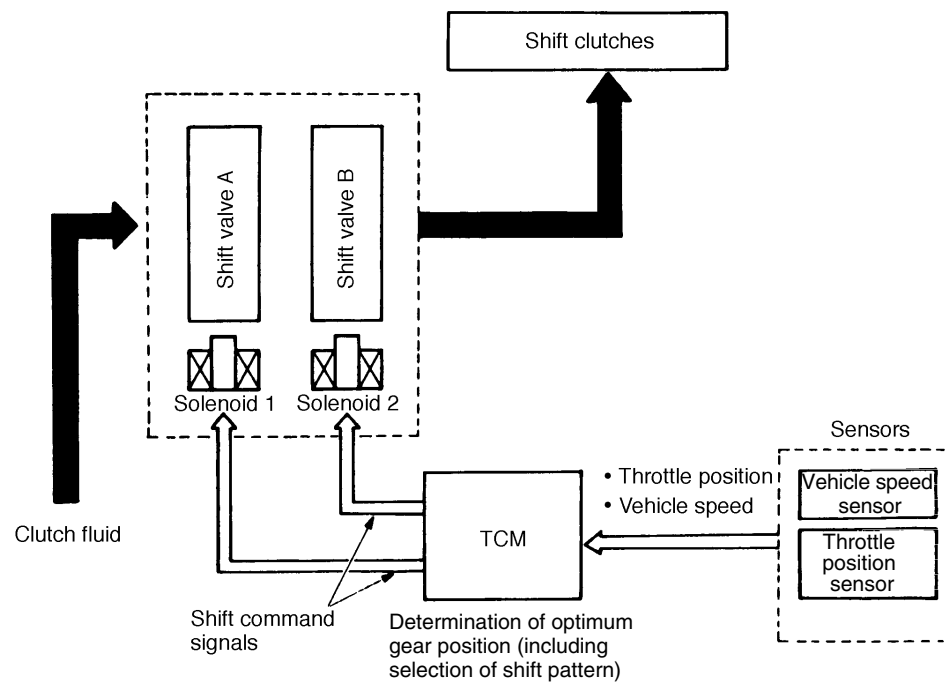 Shift clutches
Shift valve A
Shift valve B
Solenoid 1
Solenoid 2
Sensors
• Throttle position
• Vehicle speed
Vehicle speed
sensor
Throttle
position
sensor
Clutch fluid
TCM
Shift command
signals
Determination of optimum
gear position (including
selection of shift pattern)